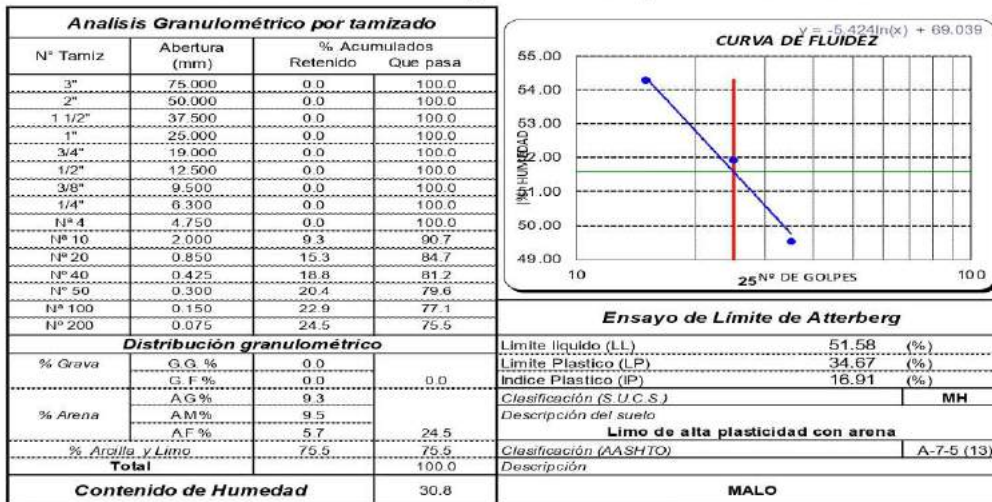 Analisis Granulométrico por tamizado
N° Tamiz Abertura (mm) % Acumulados
Retenido Que pasa
3" 75.000 0.0 100.0
2" 50.000 0.0 100.0
1 1/2" 37.500 0.0 100.0
1" 25.000 0.0 100.0
3/4" 19.000 0.0 100.0
1/2" 12.500 0.0 100.0
3/8" 9.500 0.0 100.0
1/4" 6.300 0.0 100.0
Nª 4 4.750 0.0 100.0
Nª 10 2.000 9.3 90.7
Nª 20 0.850 15.3 84.7
N° 40 0.425 18.8 81.2
N° 50 0.300 20.4 79.6
Nª 100 0.150 22.9 77.1
N° 200 0.075 24.5 75.5
Distribución granulométrico
% Grava G.G. % 0.0
G.F % 0.0 0.0
A G % 9.3
% Arena A M % 9.5
A.F % 5.7 24.5
% Arcilla y Limo 75.5 75.5
Total 100.0
Contenido de Humedad 30.8
y = -5.424ln(x) + 69.039
CURVA DE FLUIDEZ
55.00
54.00
53.00
52.00
51.00
50.00
49.00
% HUMEDAD
10 100
25 Nº DE GOLPES
Ensayo de Límite de Atterberg
Limite liquido (LL) 51.58 (%)
Limite Plastico (LP) 34.67 (%)
Indice Plastico (IP) 16.91 (%)
Clasificación (S.U.C.S.) MH
Descripción del suelo
Limo de alta plasticidad con arena
Clasificación (AASHTO) A-7-5 (13)
Descripción
MALO